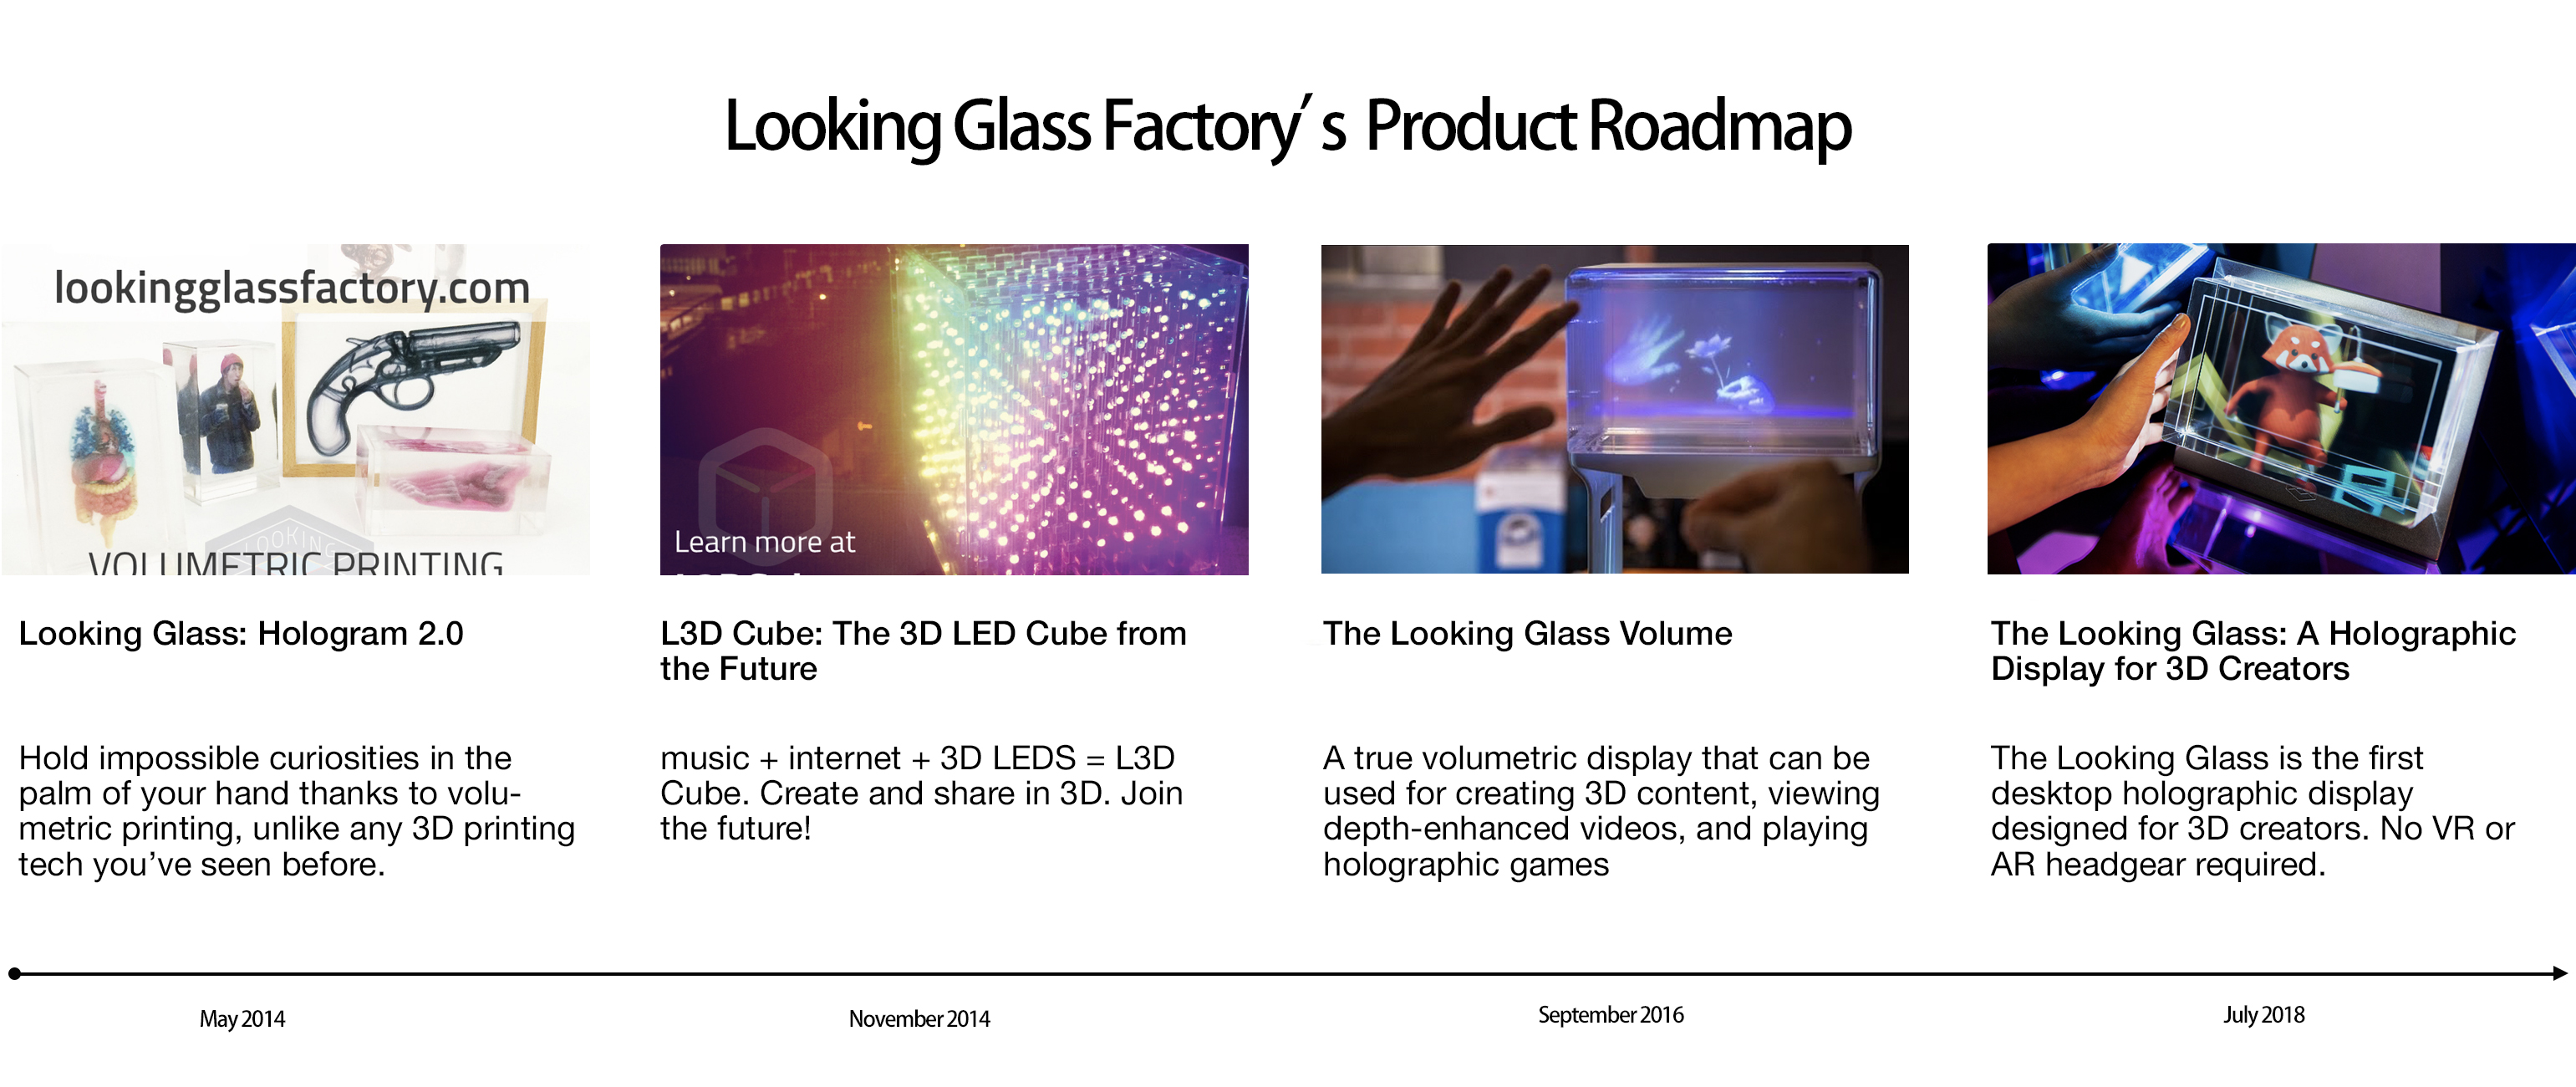 Looking Glass Factory´s Product Roadmap
lookingglassfactory.com
LOOKING
VOLUMETRIC PRINTING
Learn more at
Looking Glass: Hologram 2.0
Hold impossible curiosities in the
palm of your hand thanks to volu-
metric printing, unlike any 3D printing
tech you’ve seen before.
L3D Cube: The 3D LED Cube from
the Future
music + internet + 3D LEDS = L3D
Cube. Create and share in 3D. Join
the future!
The Looking Glass Volume
A true volumetric display that can be
used for creating 3D content, viewing
depth-enhanced videos, and playing
holographic games
The Looking Glass: A Holographic
Display for 3D Creators
The Looking Glass is the first
desktop holographic display
designed for 3D creators. No VR or
AR headgear required.
May 2014
November 2014
September 2016
July 2018